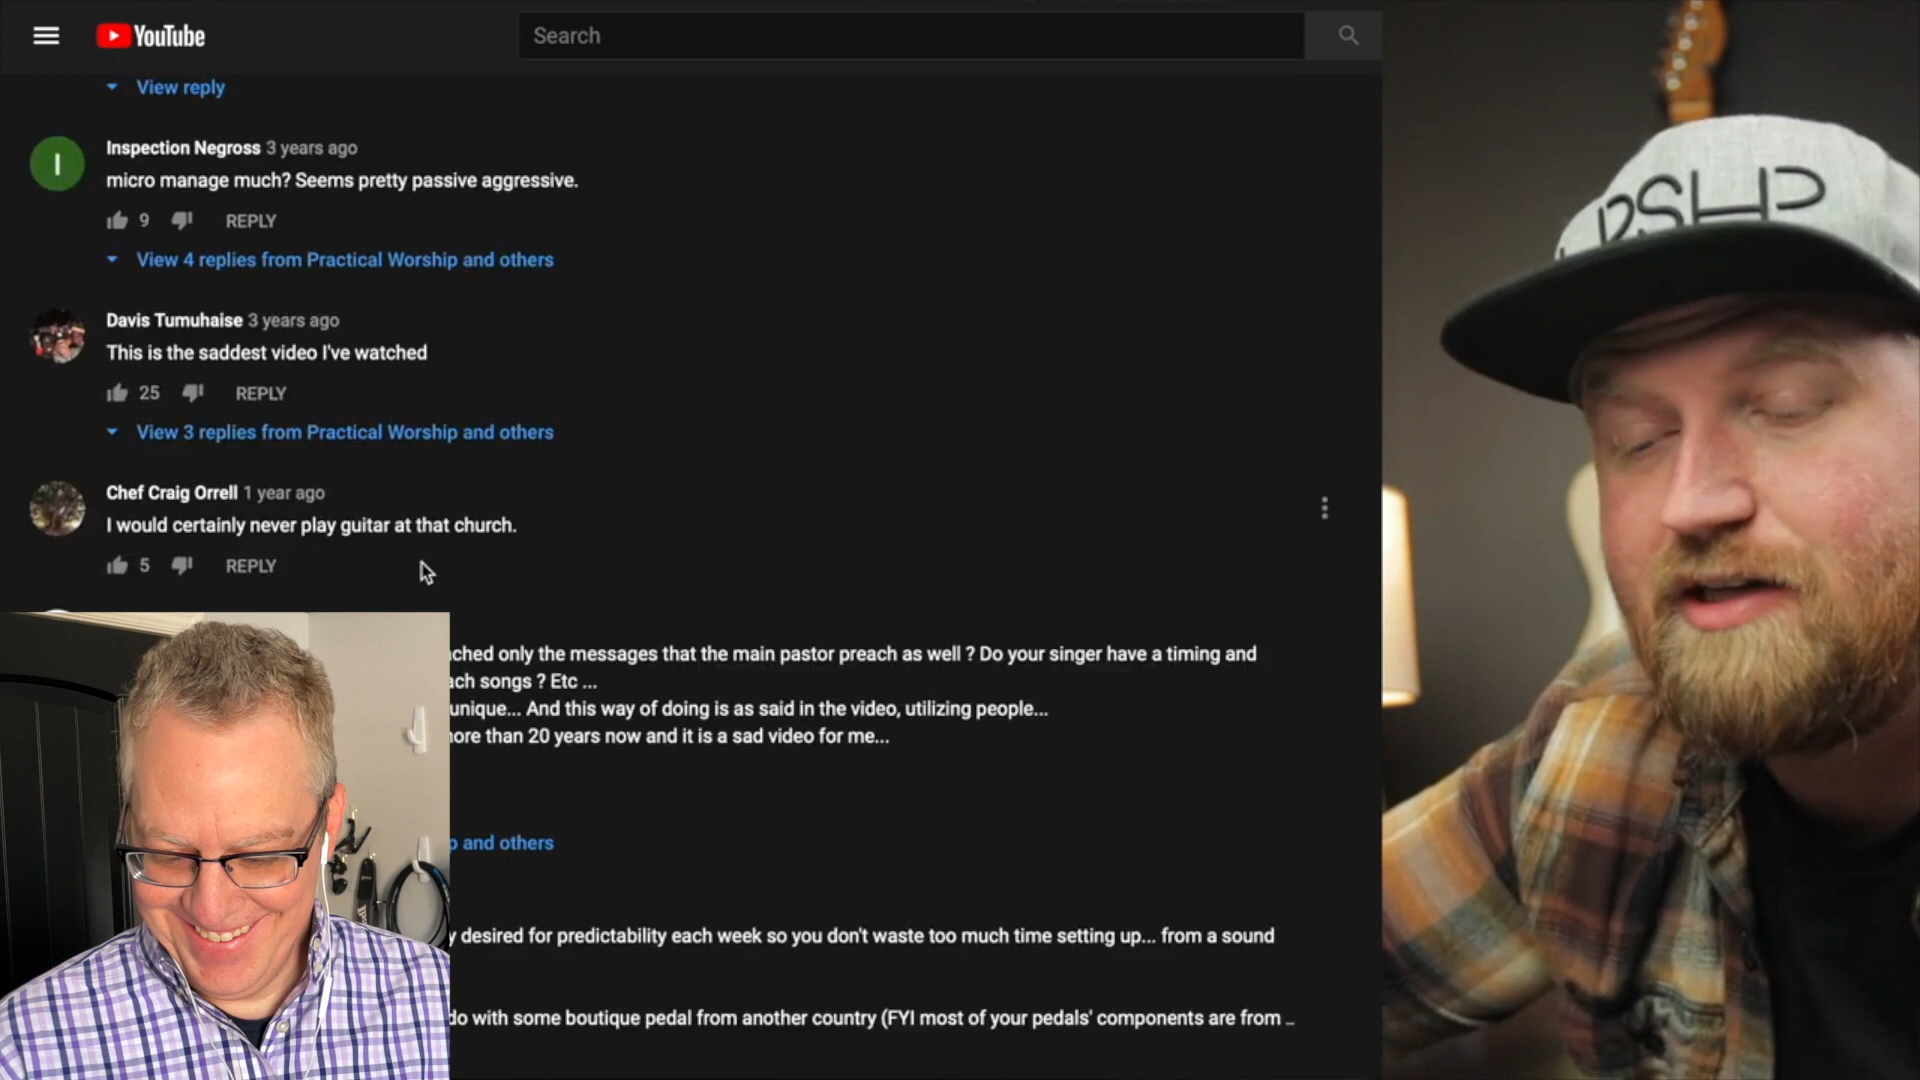 YouTube
Search
View reply
Inspection Negross 3 years ago
I
micro manage much? Seems pretty passive aggressive.
9 REPLY
View 4 replies from Practical Worship and others
Davis Tumuhaise 3 years ago
This is the saddest video I've watched
25 REPLY
View 3 replies from Practical Worship and others
Chef Craig Orrell 1 year ago
I would certainly never play guitar at that church.
5 REPLY
only the messages that the main pastor preach as well ? Do your singer have a timing and
songs ? Etc ...
unique... And this way of doing is as said in the video, utilizing people...
than 20 years now and it is a sad video for me...
and others
desired for predictability each week so you don't waste too much time setting up... from a sound
do with some boutique pedal from another country (FYI most of your pedals' components are from ...